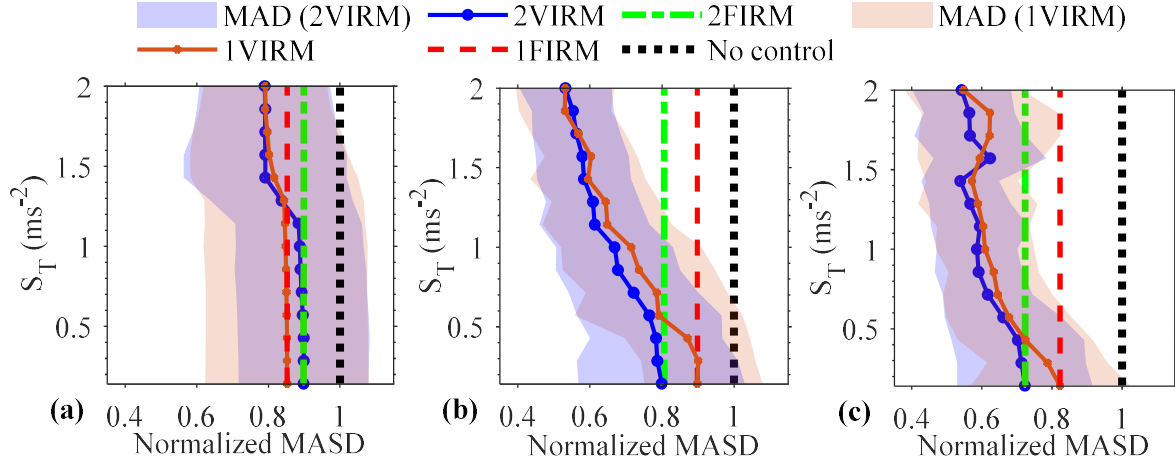 MAD (2VIRM) 2VIRM 2FIRM MAD (1VIRM)
1VIRM 1FIRM No control
2
1.5
1
0.5
S_T (ms^-2)
(a)
0.4 0.6 0.8 1
Normalized MASD
2
1.5
1
0.5
S_T (ms^-2)
(b)
0.4 0.6 0.8 1
Normalized MASD
2
1.5
1
0.5
S_T (ms^-2)
(c)
0.4 0.6 0.8 1
Normalized MASD